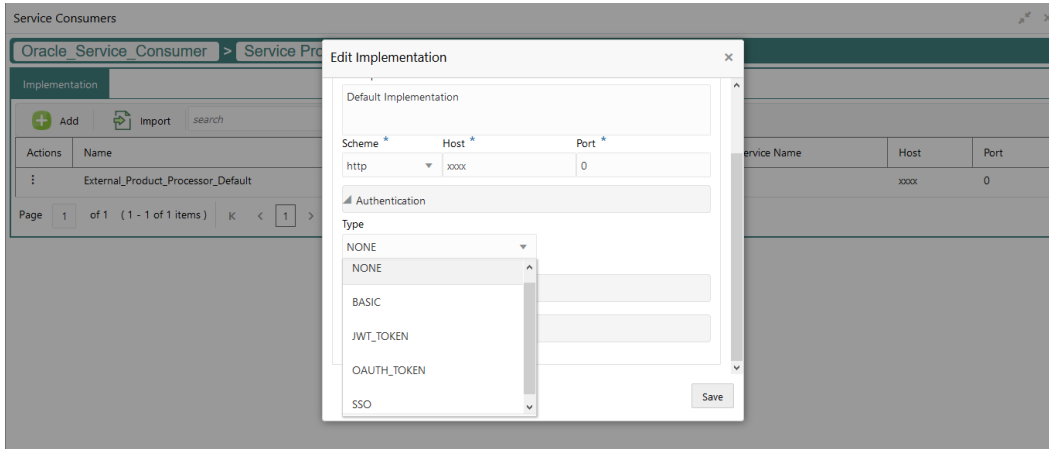 Service Consumers
Oracle_Service_Consumer > Service Pro
Edit Implementation
Implementation
Add
Import
search
Default Implementation
Scheme *
Host *
Port *
http
xxxx
0
Actions
Name
ervice Name
Host
Port
External_Product_Processor_Default
xxxx
0
Authentication
Page 1 of 1 ( 1 - 1 of 1 items ) K < 1 >
Type
NONE
NONE
BASIC
JWT_TOKEN
OAUTH_TOKEN
SSO
Save